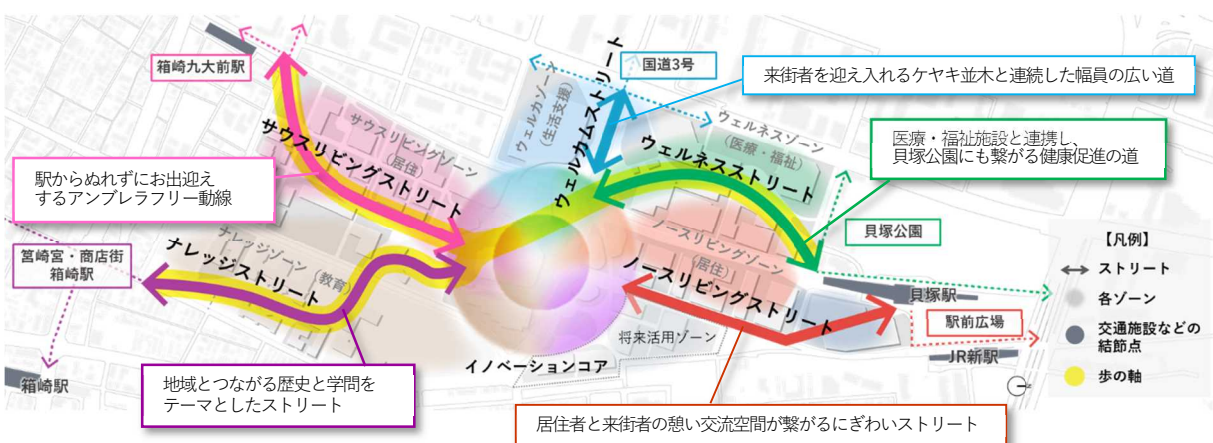 箱崎九大前駅
国道3号
来街者を迎え入れるケヤキ並木と連続した幅員の広い道
ウェルカムストリート
ウェルカゾーン
(生活支援)
ウェルネスゾーン
(医療・福祉)
ウェルネスストリート
医療・福祉施設と連携し、
貝塚公園にも繋がる健康促進の道
サウスリビングゾーン
(居住)
サウスリビングストリート
駅からぬれずにお出迎え
するアンブレラフリー動線
筥崎宮・商店街
箱崎駅
ナレッジゾーン(教育)
ナレッジストリート
ノースリビングゾーン
(居住)
ノースリビングストリート
貝塚公園
貝塚駅
駅前広場
JR新駅
将来活用ゾーン
イノベーションコア
箱崎駅
地域とつながる歴史と学問を
テーマとしたストリート
居住者と来街者の憩い交流空間が繋がるにぎわいストリート
【凡例】
ストリート
各ゾーン
交通施設などの
結節点
歩の軸